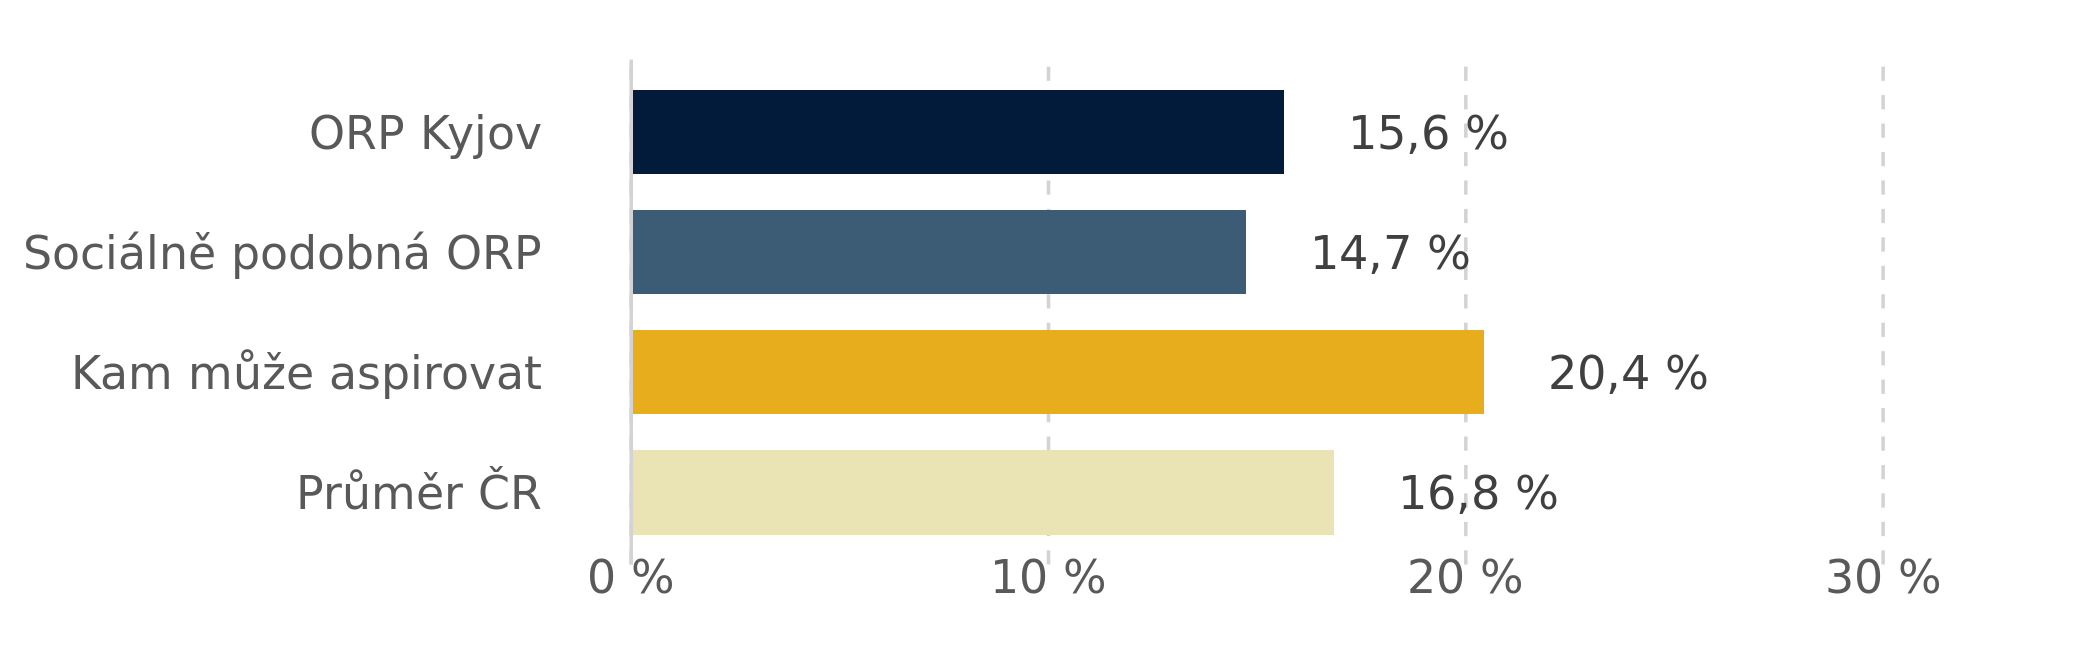 ORP Kyjov 15,6 %
Sociálně podobná ORP 14,7 %
Kam může aspirovat 20,4 %
Průměr ČR 16,8 %
0 % 10 % 20 % 30 %